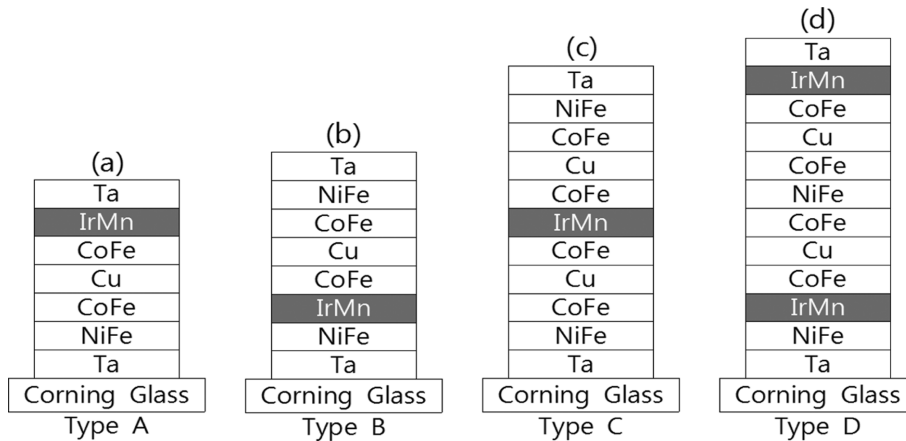 (a)
Ta
IrMn
CoFe
Cu
CoFe
NiFe
Ta
Corning Glass
Type A
(b)
Ta
NiFe
CoFe
Cu
CoFe
IrMn
NiFe
Ta
Corning Glass
Type B
(c)
Ta
NiFe
CoFe
Cu
CoFe
IrMn
CoFe
Cu
CoFe
NiFe
Ta
Corning Glass
Type C
(d)
Ta
IrMn
CoFe
Cu
CoFe
NiFe
CoFe
Cu
CoFe
IrMn
NiFe
Ta
Corning Glass
Type D